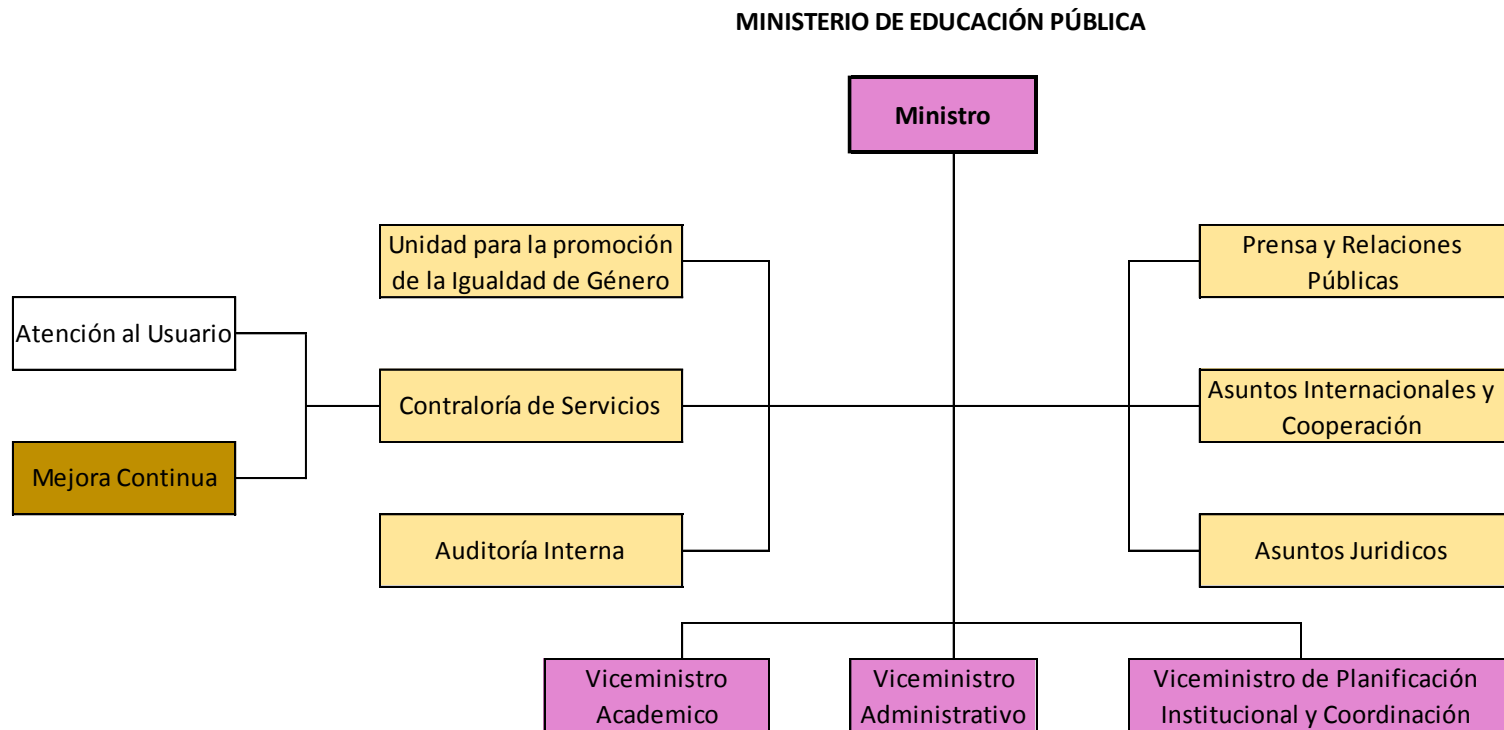 MINISTERIO DE EDUCACIÓN PÚBLICA
Ministro
Unidad para la promoción
de la Igualdad de Género
Prensa y Relaciones
Públicas
Atención al Usuario
Contraloría de Servicios
Asuntos Internacionales y
Cooperación
Mejora Continua
Auditoría Interna
Asuntos Juridicos
Viceministro
Academico
Viceministro
Administrativo
Viceministro de Planificación
Institucional y Coordinación